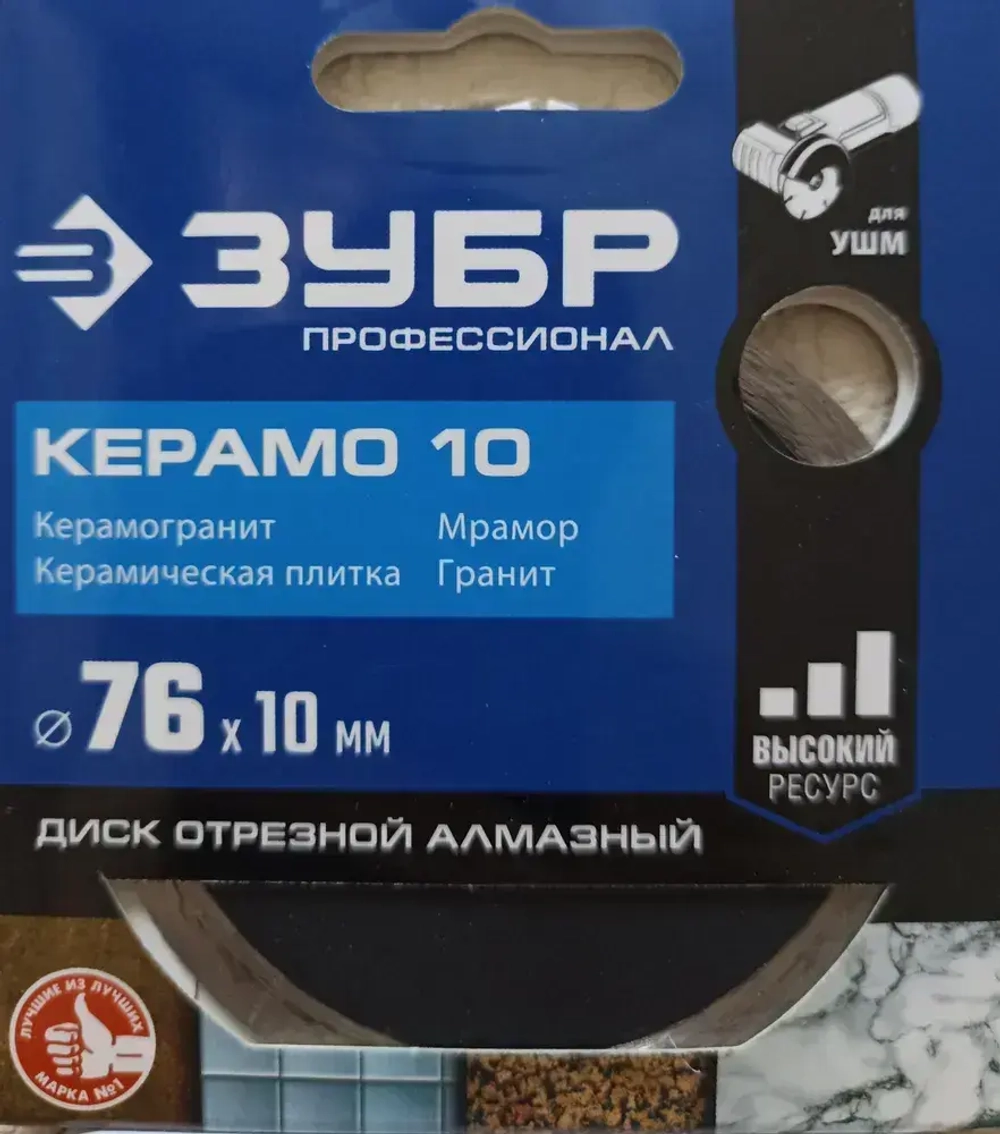 для
УШМ
ЗУБР
ПРОФЕССИОНАЛ
КЕРАМО 10
Керамогранит Мрамор
Керамическая плитка Гранит
⌀ 76 х 10 мм
ВЫСОКИЙ
РЕСУРС
ДИСК ОТРЕЗНОЙ АЛМАЗНЫЙ
ЛУЧШИЕ ИЗ ЛУЧШИХ
МАРКА №1